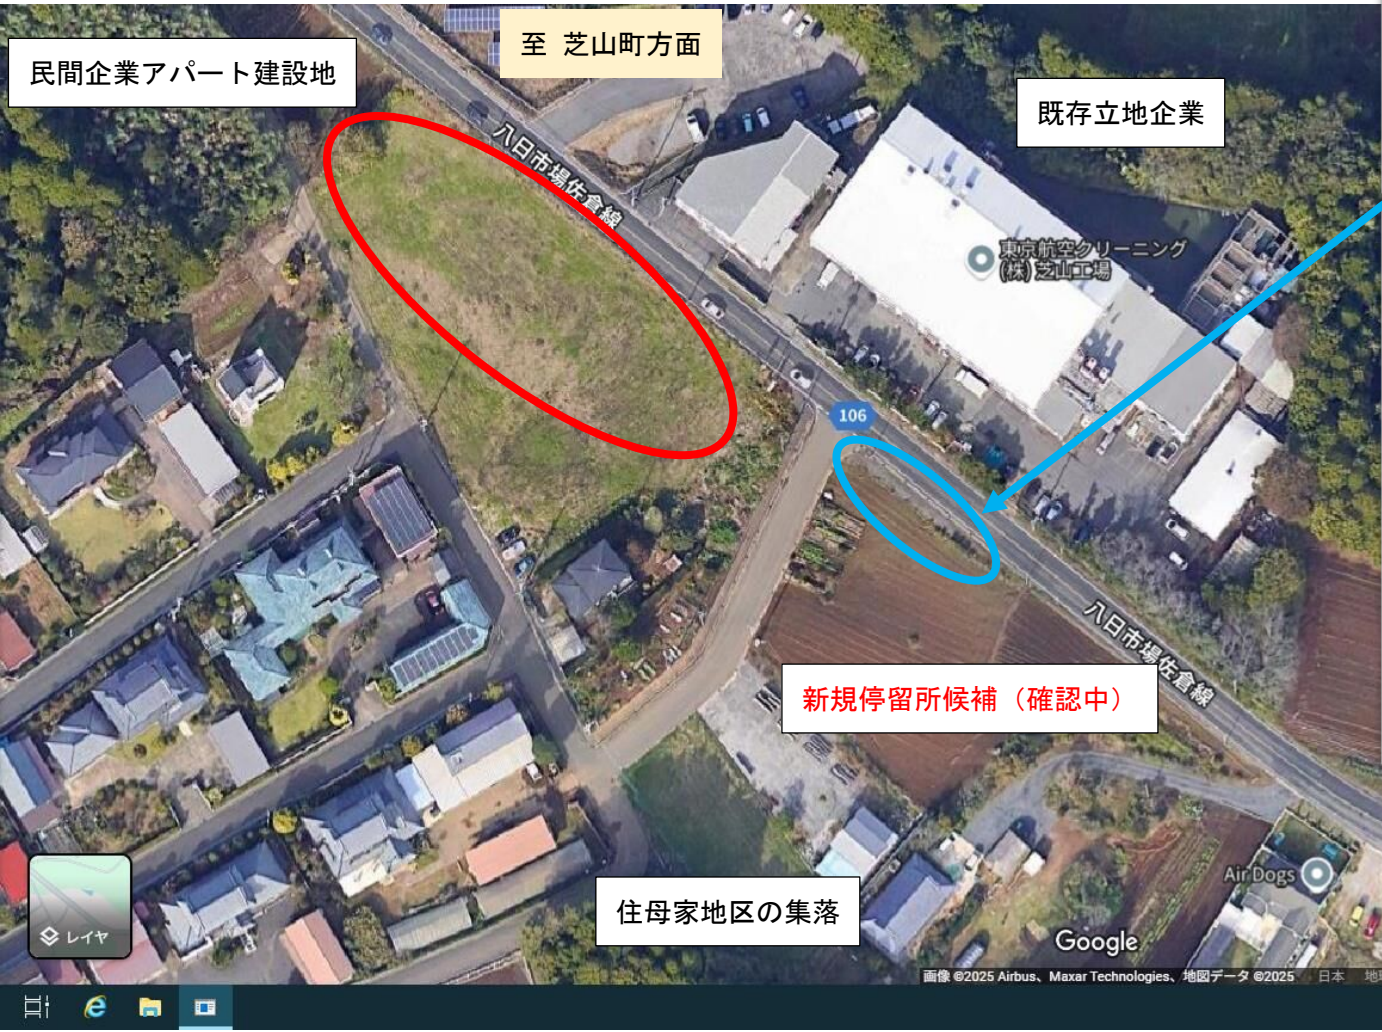 至 芝山町方面
民間企業アパート建設地
既存立地企業
八日市場佐倉線
東京航空クリーニング
(株) 芝山工場
106
八日市場佐倉線
新規停留所候補（確認中）
Air Dogs
住母家地区の集落
レイヤ
Google
画像 ©2025 Airbus、Maxar Technologies、地図データ ©2025 日本